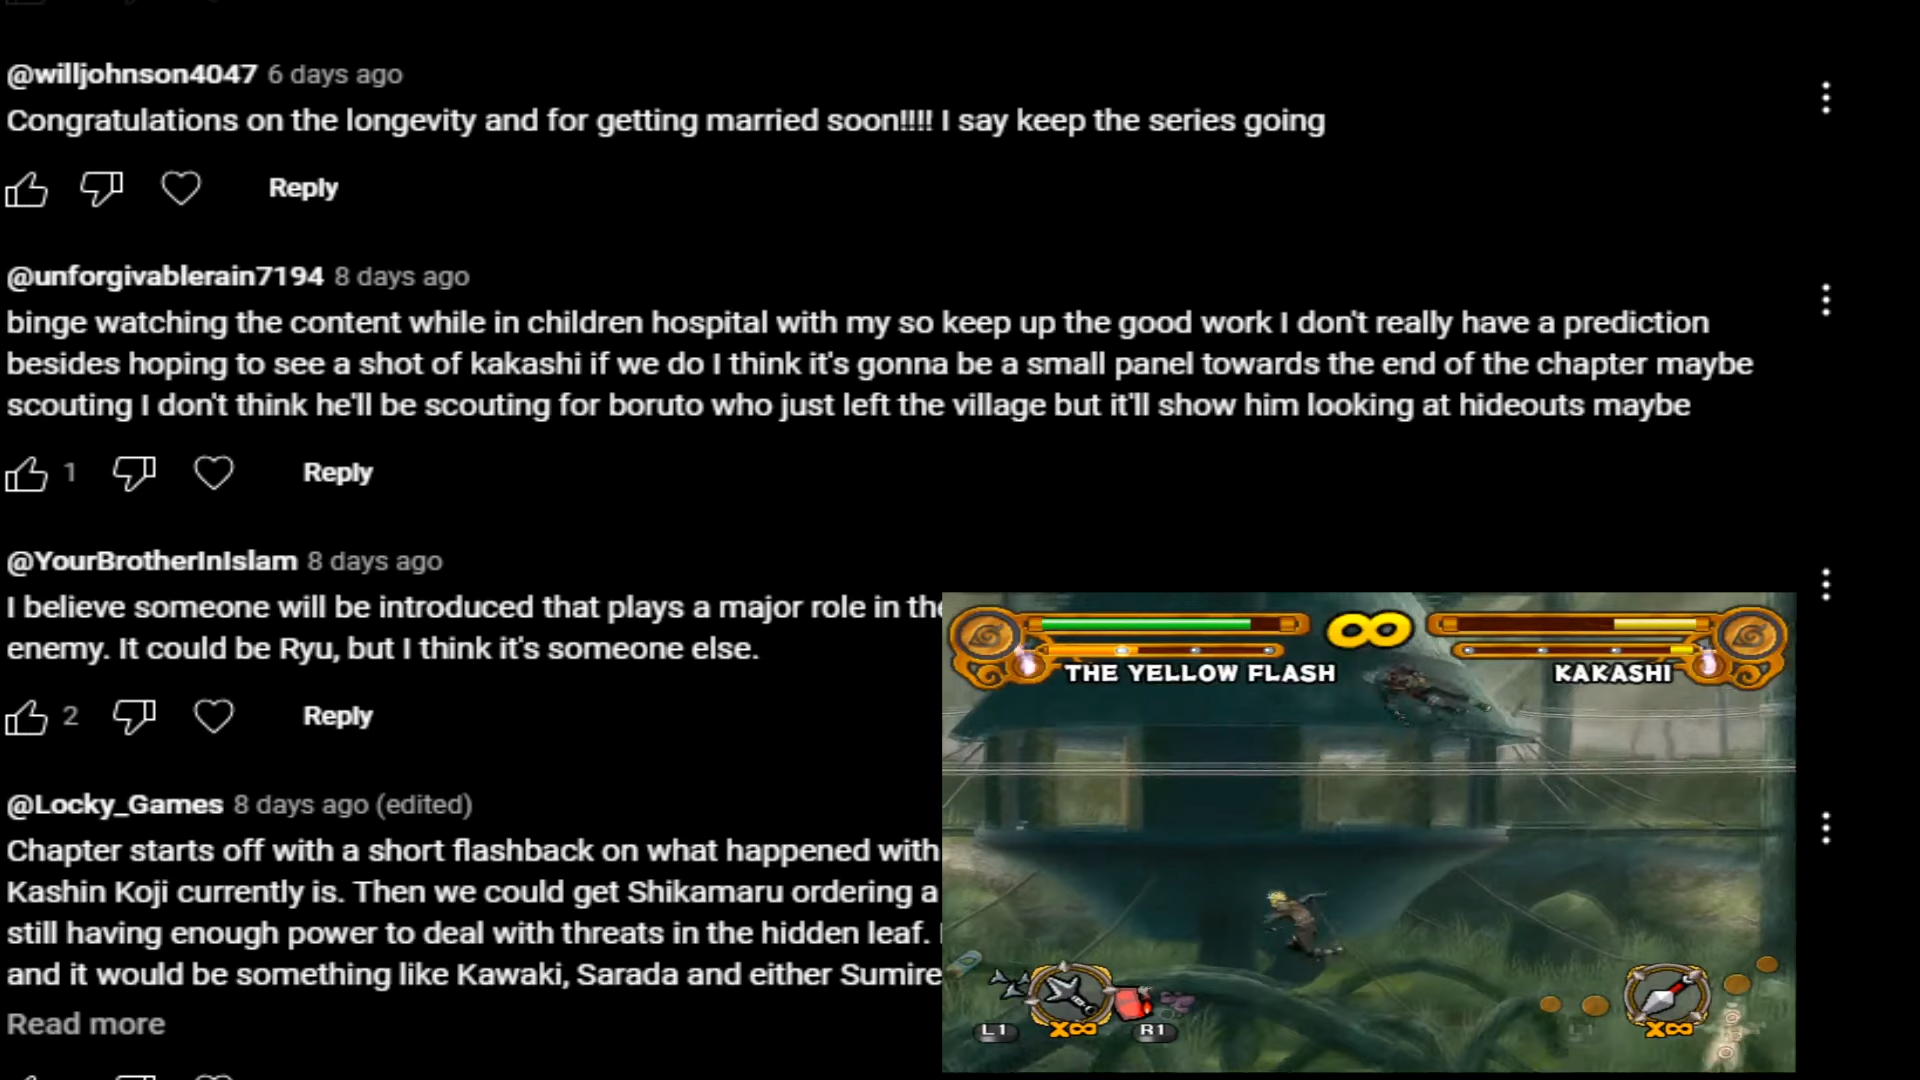 @willjohnson4047 6 days ago
Congratulations on the longevity and for getting married soon!!!! I say keep the series going
Reply
@unforgivablerain7194 8 days ago
binge watching the content while in children hospital with my so keep up the good work I don't really have a prediction
besides hoping to see a shot of kakashi if we do I think it's gonna be a small panel towards the end of the chapter maybe
scouting I don't think he'll be scouting for boruto who just left the village but it'll show him looking at hideouts maybe
1 Reply
@YourBrotherInIslam 8 days ago
I believe someone will be introduced that plays a major role in the
enemy. It could be Ryu, but I think it's someone else.
2 Reply
@Locky_Games 8 days ago (edited)
Chapter starts off with a short flashback on what happened with
Kashin Koji currently is. Then we could get Shikamaru ordering a
still having enough power to deal with threats in the hidden leaf.
and it would be something like Kawaki, Sarada and either Sumire
Read more
THE YELLOW FLASH
KAKASHI
L1 X∞ R1
L1 X∞